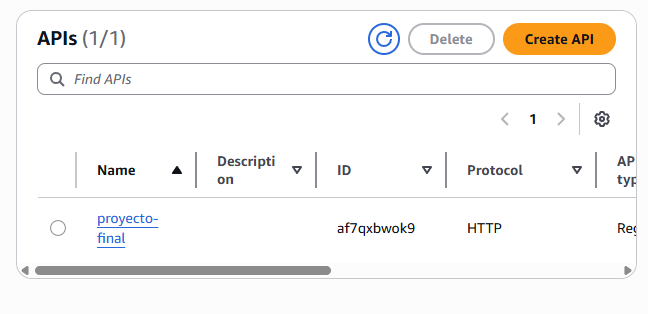 APIs (1/1)
Delete
Create API
Find APIs
1
Name
Descripti
on
ID
Protocol
AP
typ
proyecto-
final
af7qxbwok9
HTTP
Reg